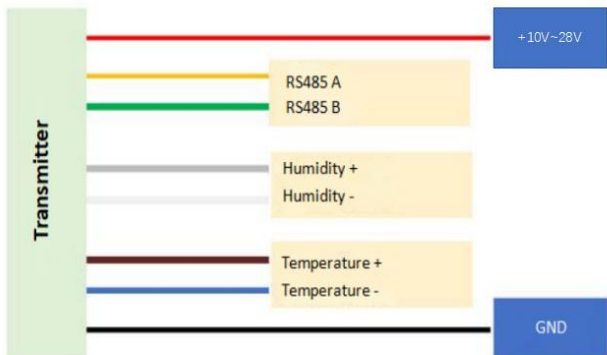 Transmitter
+10V~28V
RS485 A
RS485 B
Humidity +
Humidity -
Temperature +
Temperature -
GND